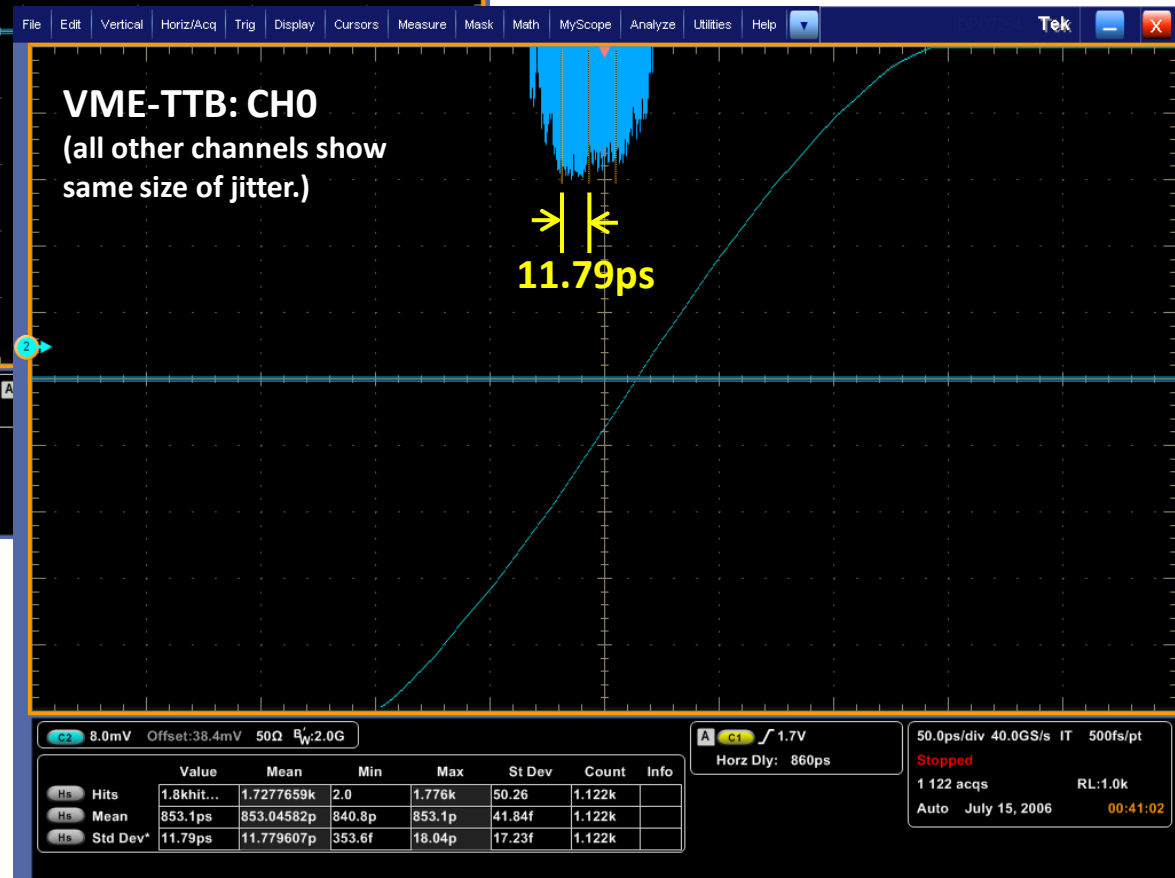 File Edit Vertical Horiz/Acq Trig Display Cursors Measure Mask Math MyScope Analyze Utilities Help Tek X
VME-TTB: CH0
(all other channels show
same size of jitter.)
11.79ps
2
A
C2 8.0mV Offset:38.4mV 50Ω BW:2.0G
A C1 1.7V
Horz Dly: 860ps
50.0ps/div 40.0GS/s IT 500fs/pt
Stopped
1 122 acqs RL:1.0k
Auto July 15, 2006 00:41:02
Value Mean Min Max St Dev Count Info
Hs Hits 1.8khit... 1.7277659k 2.0 1.776k 50.26 1.122k
Hs Mean 853.1ps 853.04582p 840.8p 853.1p 41.84f 1.122k
Hs Std Dev* 11.79ps 11.779607p 353.6f 18.04p 17.23f 1.122k